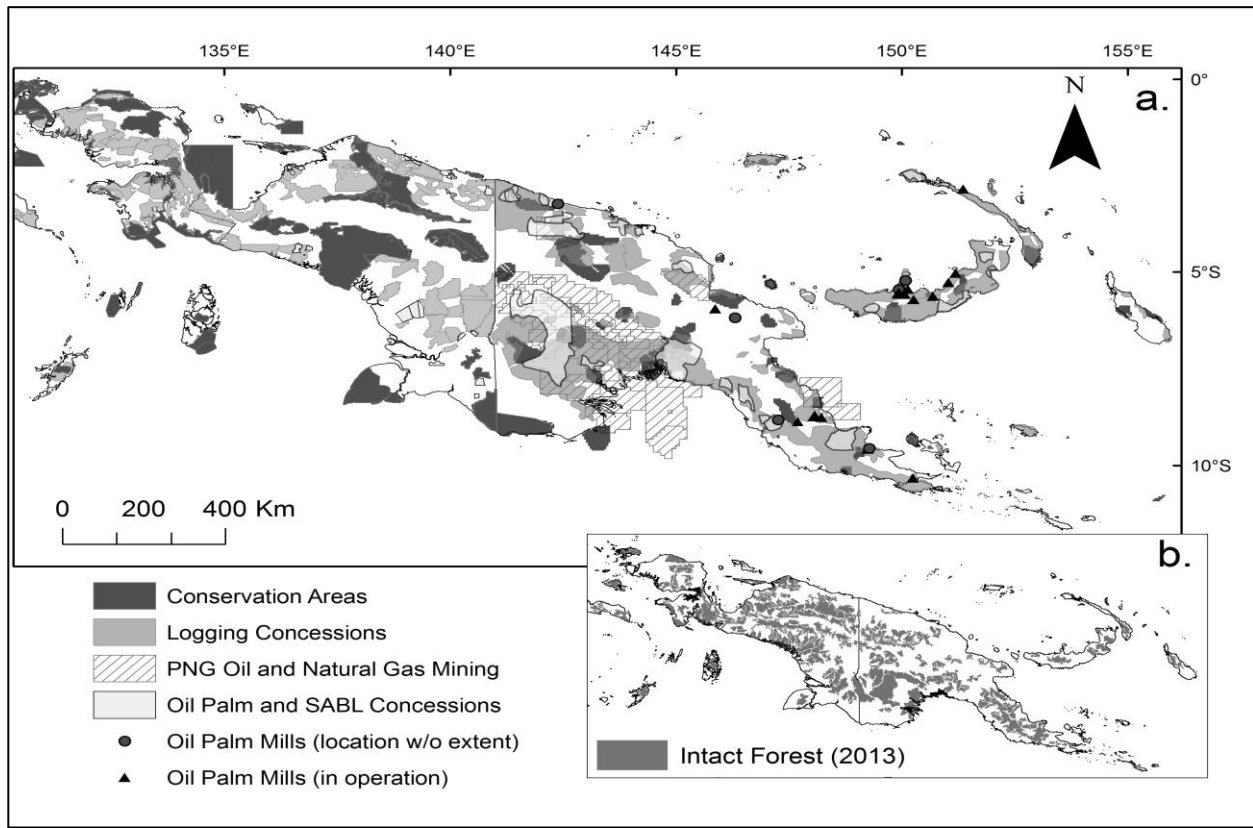 135°E 140°E 145°E 150°E 155°E
0°
a.
N
5°S
10°S
0 200 400 Km
b.
Conservation Areas
Logging Concessions
PNG Oil and Natural Gas Mining
Oil Palm and SABL Concessions
Oil Palm Mills (location w/o extent)
Oil Palm Mills (in operation)
Intact Forest (2013)